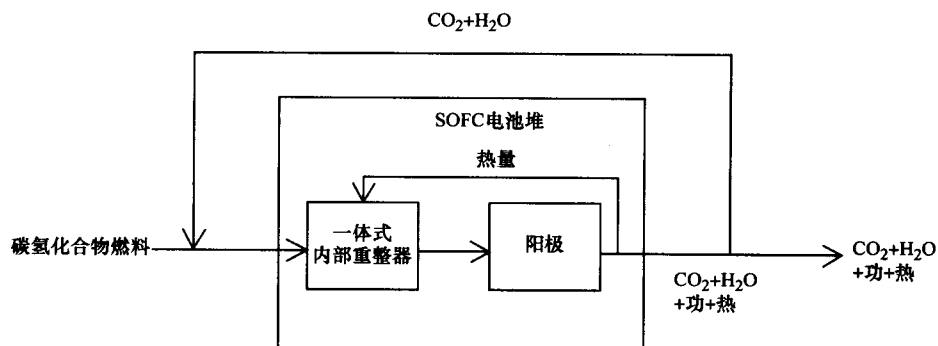 CO₂+H₂O
SOFC电池堆
热量
碳氢化合物燃料
一体式
内部重整器
阳极
CO₂+H₂O
+功+热
CO₂+H₂O
+功+热